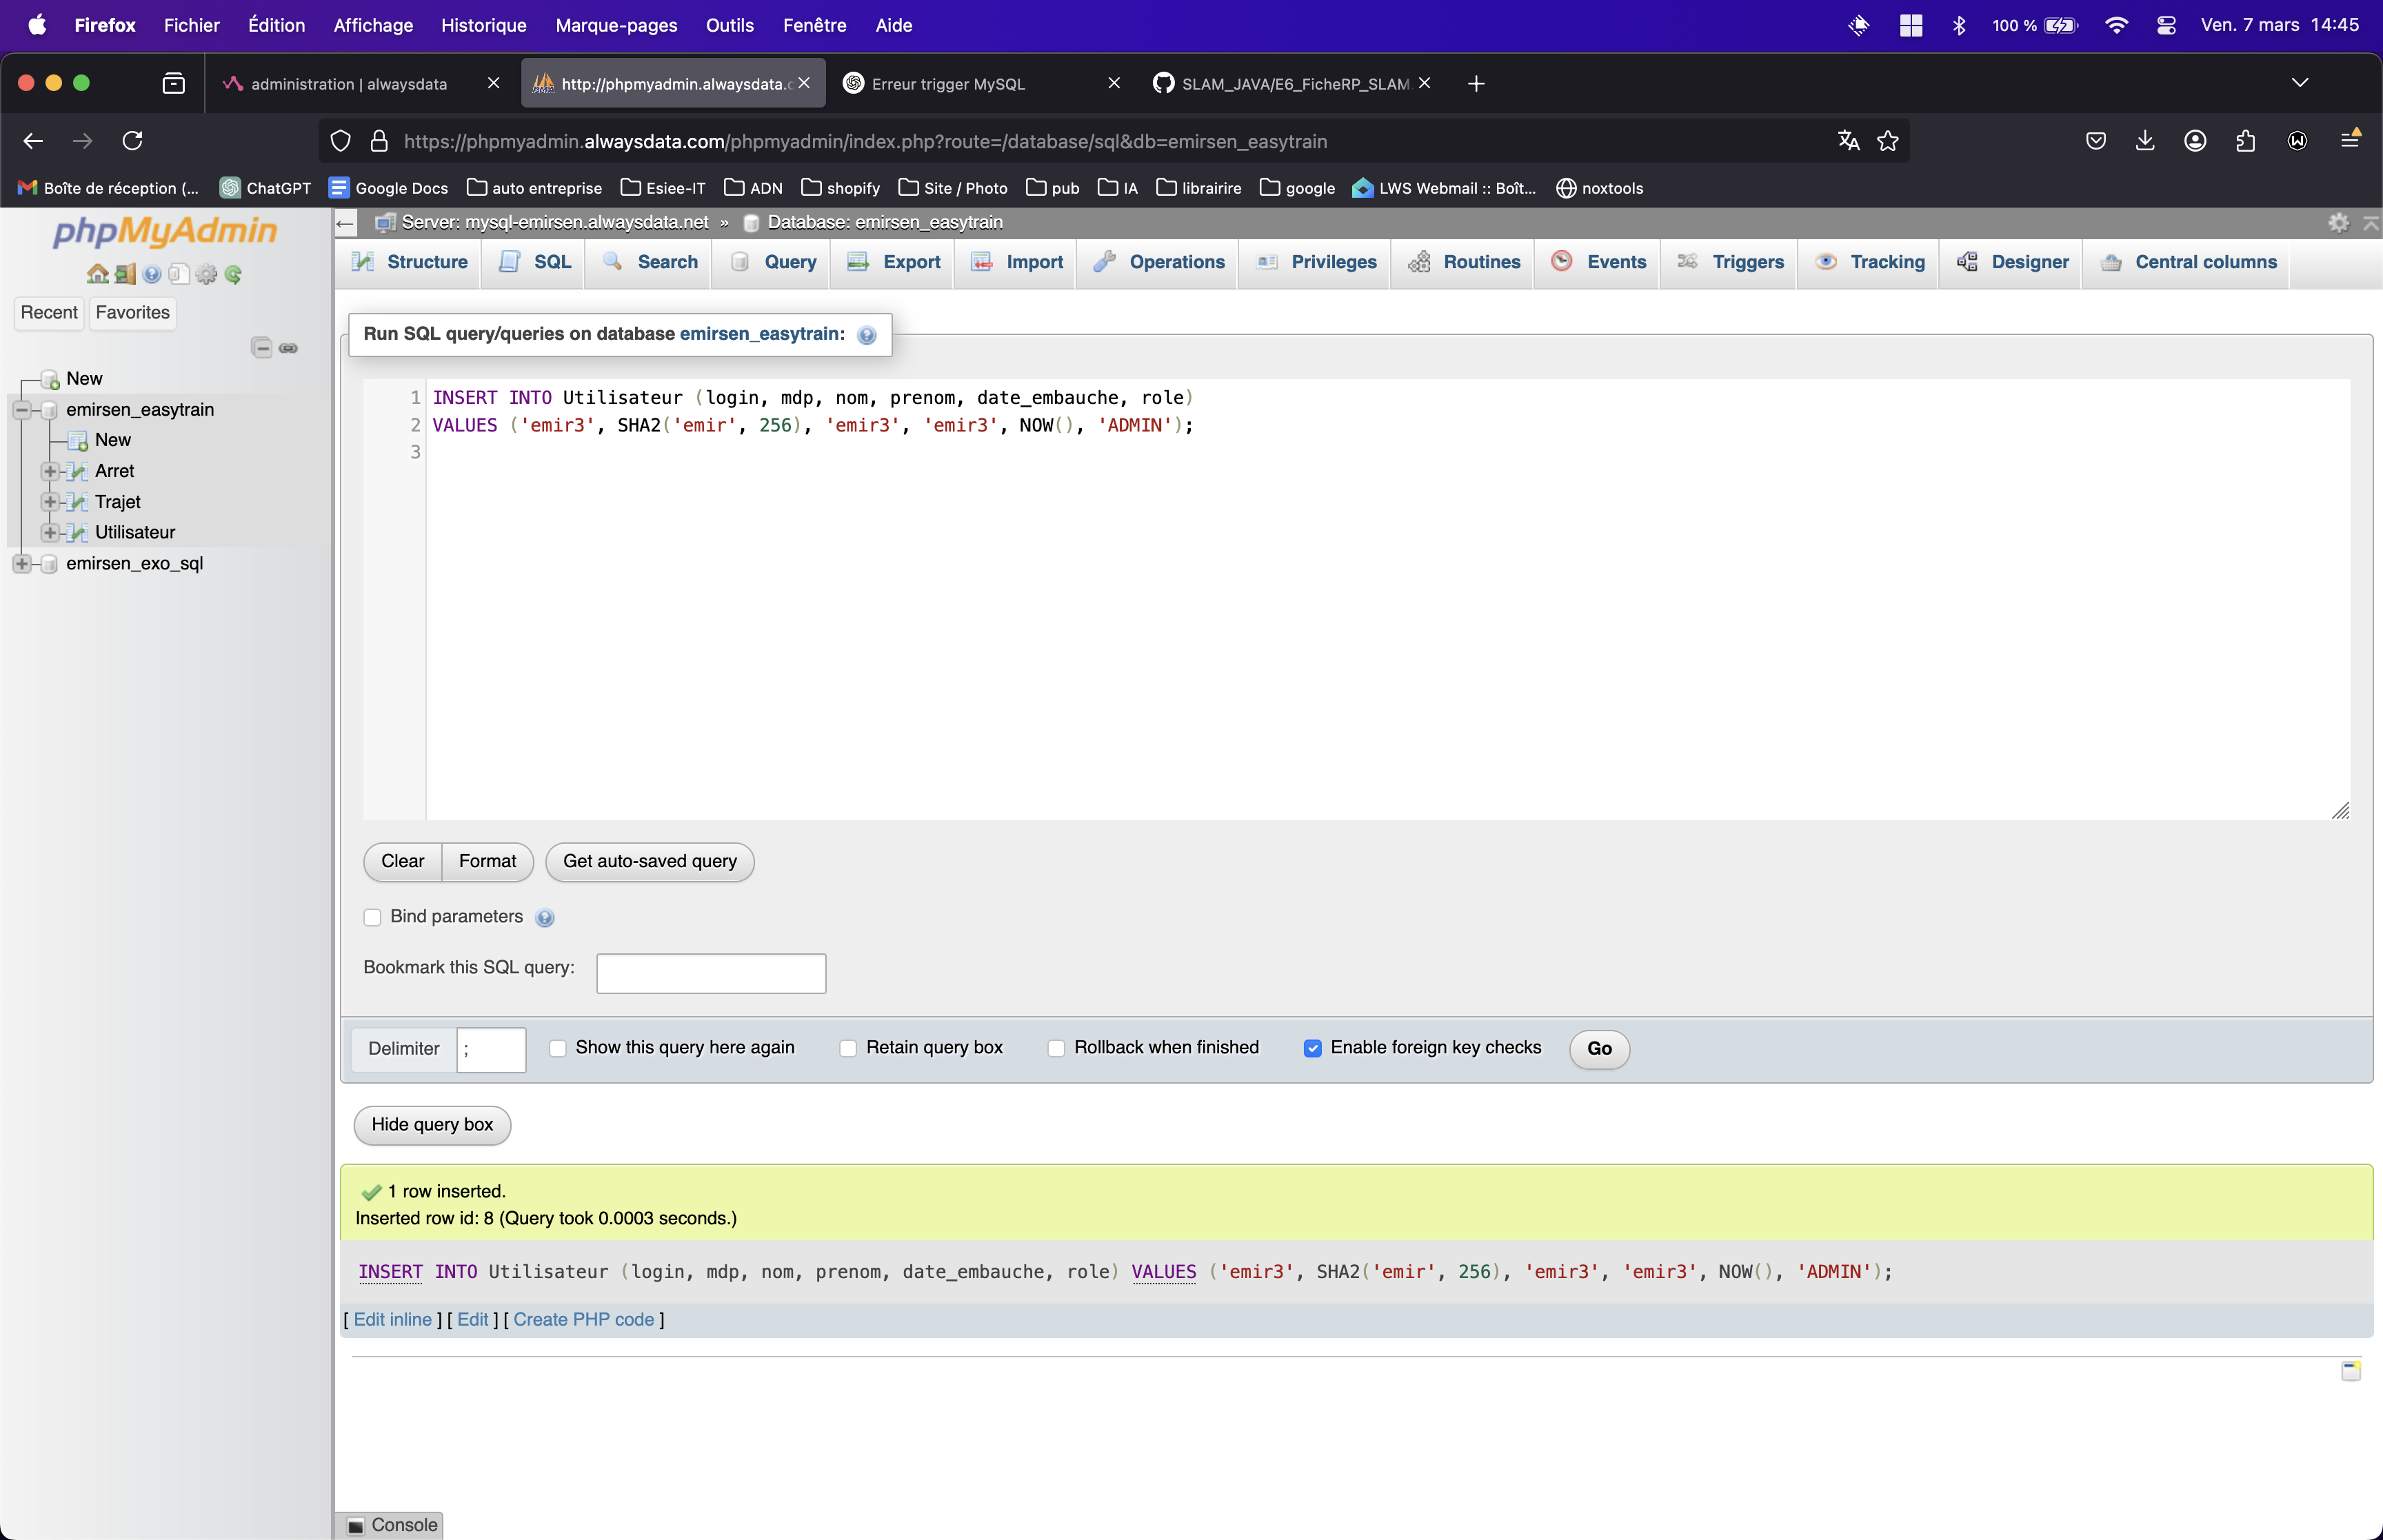 Firefox Fichier Édition Affichage Historique Marque-pages Outils Fenêtre Aide 100 % Ven. 7 mars 14:45
administration | alwaysdata http://phpmyadmin.alwaysdata.c Erreur trigger MySQL SLAM_JAVA/E6_FicheRP_SLAM.
https://phpmyadmin.alwaysdata.com/phpmyadmin/index.php?route=/database/sql&db=emirsen_easytrain
Boîte de réception (... ChatGPT Google Docs auto entreprise Esiee-IT ADN shopify Site / Photo pub IA librairire google LWS Webmail :: Boît... noxtools
phpMyAdmin
Recent Favorites
New
emirsen_easytrain
New
Arret
Trajet
Utilisateur
emirsen_exo_sql
Server: mysql-emirsen.alwaysdata.net » Database: emirsen_easytrain
Structure SQL Search Query Export Import Operations Privileges Routines Events Triggers Tracking Designer Central columns
Run SQL query/queries on database emirsen_easytrain:
1 INSERT INTO Utilisateur (login, mdp, nom, prenom, date_embauche, role)
2 VALUES ('emir3', SHA2('emir', 256), 'emir3', 'emir3', NOW(), 'ADMIN');
3
Clear Format Get auto-saved query
Bind parameters
Bookmark this SQL query:
Delimiter ; Show this query here again Retain query box Rollback when finished Enable foreign key checks Go
Hide query box
1 row inserted.
Inserted row id: 8 (Query took 0.0003 seconds.)
INSERT INTO Utilisateur (login, mdp, nom, prenom, date_embauche, role) VALUES ('emir3', SHA2('emir', 256), 'emir3', 'emir3', NOW(), 'ADMIN');
[ Edit inline ] [ Edit ] [ Create PHP code ]
Console